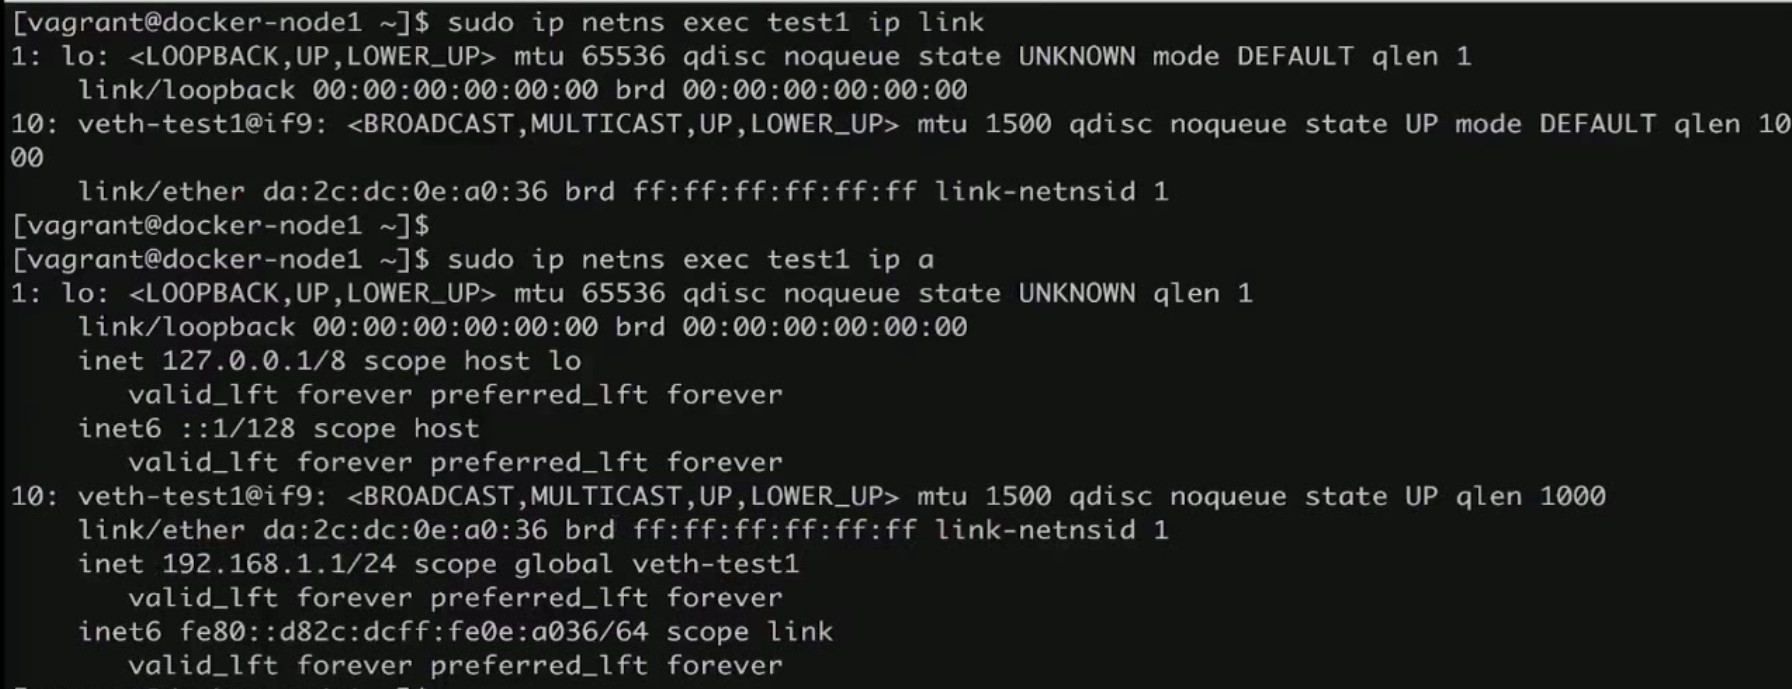 [vagrant@docker-node1 ~]$ sudo ip netns exec test1 ip link
1: lo: <LOOPBACK,UP,LOWER_UP> mtu 65536 qdisc noqueue state UNKNOWN mode DEFAULT qlen 1
    link/loopback 00:00:00:00:00:00 brd 00:00:00:00:00:00
10: veth-test1@if9: <BROADCAST,MULTICAST,UP,LOWER_UP> mtu 1500 qdisc noqueue state UP mode DEFAULT qlen 10
00
    link/ether da:2c:dc:0e:a0:36 brd ff:ff:ff:ff:ff:ff link-netnsid 1
[vagrant@docker-node1 ~]$
[vagrant@docker-node1 ~]$ sudo ip netns exec test1 ip a
1: lo: <LOOPBACK,UP,LOWER_UP> mtu 65536 qdisc noqueue state UNKNOWN qlen 1
    link/loopback 00:00:00:00:00:00 brd 00:00:00:00:00:00
    inet 127.0.0.1/8 scope host lo
       valid_lft forever preferred_lft forever
    inet6 ::1/128 scope host
       valid_lft forever preferred_lft forever
10: veth-test1@if9: <BROADCAST,MULTICAST,UP,LOWER_UP> mtu 1500 qdisc noqueue state UP qlen 1000
    link/ether da:2c:dc:0e:a0:36 brd ff:ff:ff:ff:ff:ff link-netnsid 1
    inet 192.168.1.1/24 scope global veth-test1
       valid_lft forever preferred_lft forever
    inet6 fe80::d82c:dcff:fe0e:a036/64 scope link
       valid_lft forever preferred_lft forever